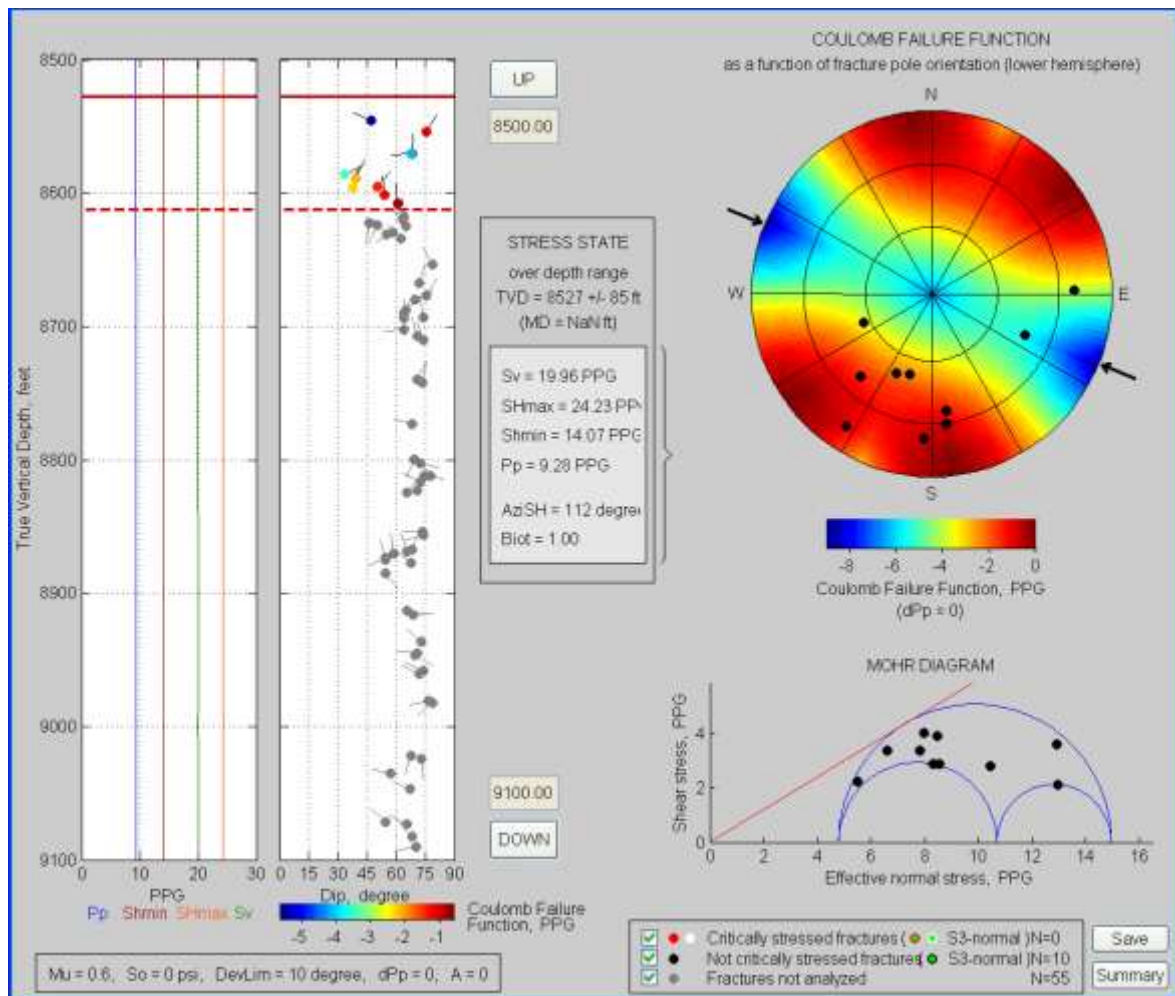 COULOMB FAILURE FUNCTION
as a function of fracture pole orientation (lower hemisphere)
N
W
E
S
-8 -6 -4 -2 0
Coulomb Failure Function, PPG
(dPp = 0)
UP
8500.00
STRESS STATE
over depth range
TVD = 8527 +/- 85 ft
(MD = NaN ft)
Sv = 19.96 PPG
SHmax = 24.23 PP
Shmin = 14.07 PPG
Pp = 9.28 PPG
AziSH = 112 degre
Biot = 1.00
9100.00
DOWN
True Vertical Depth, feet
8500
8600
8700
8800
8900
9000
9100
0 10 20 30
PPG
Pp Shmin SHmax Sv
0 15 30 45 60 75 90
Dip, degree
-5 -4 -3 -2 -1
Coulomb Failure
Function, PPG
MOHR DIAGRAM
Shear stress, PPG
4
2
0
0 2 4 6 8 10 12 14 16
Effective normal stress, PPG
Mu = 0.6, So = 0 psi, DevLim = 10 degree, dPp = 0, A = 0
Critically stressed fractures ( S3-normal )N=0
Not critically stressed fractures( S3-normal )N=10
Fractures not analyzed N=55
Save
Summary